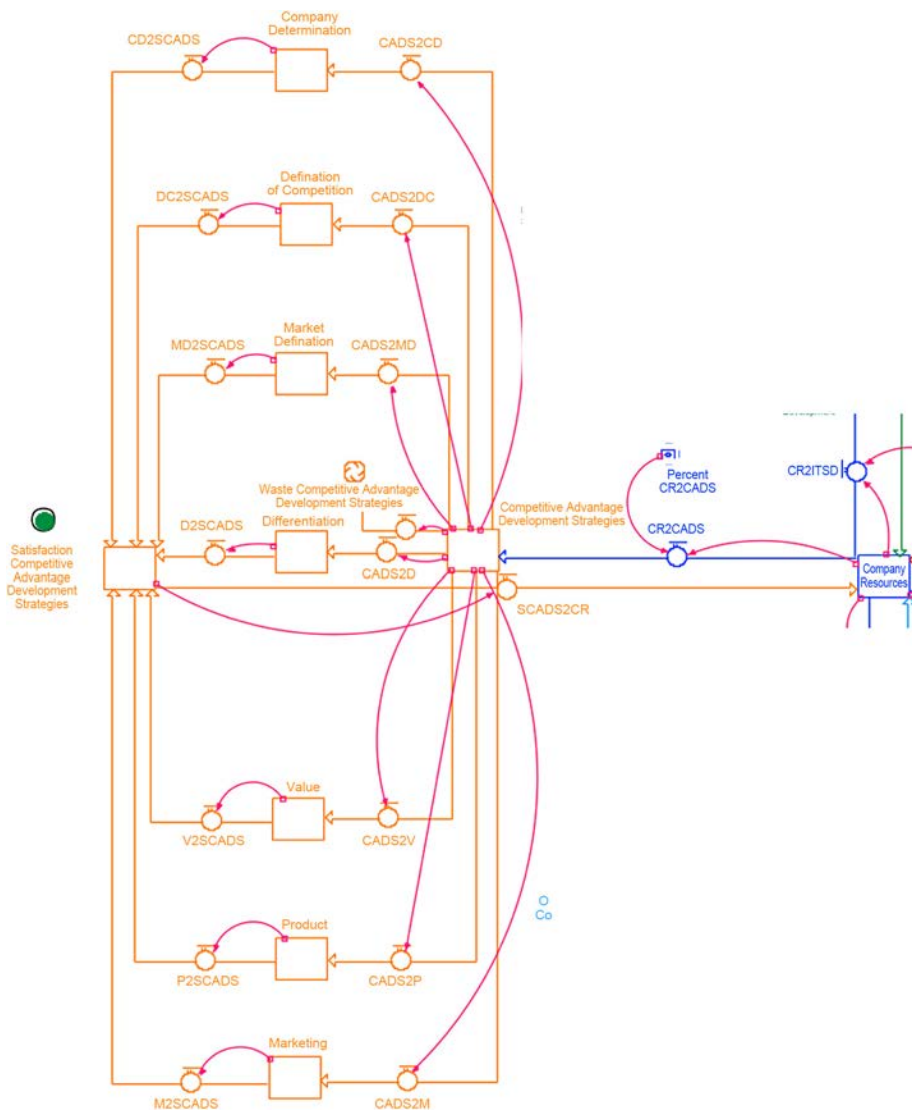 Company
Determination
CD2SCADS
CADS2CD
Defination
of Competition
DC2SCADS
CADS2DC
Market
Defination
MD2SCADS
CADS2MD
Waste Competitive Advantage
Development Strategies
D2SCADS
Differentiation
CADS2D
Competitive Advantage
Development Strategies
Percent
CR2CADS
CR2CADS
CR2ITSD
Company
Resources
SCADS2CR
Satisfaction
Competitive
Advantage
Development
Strategies
Value
V2SCADS
CADS2V
O
Co
Product
P2SCADS
CADS2P
Marketing
M2SCADS
CADS2M